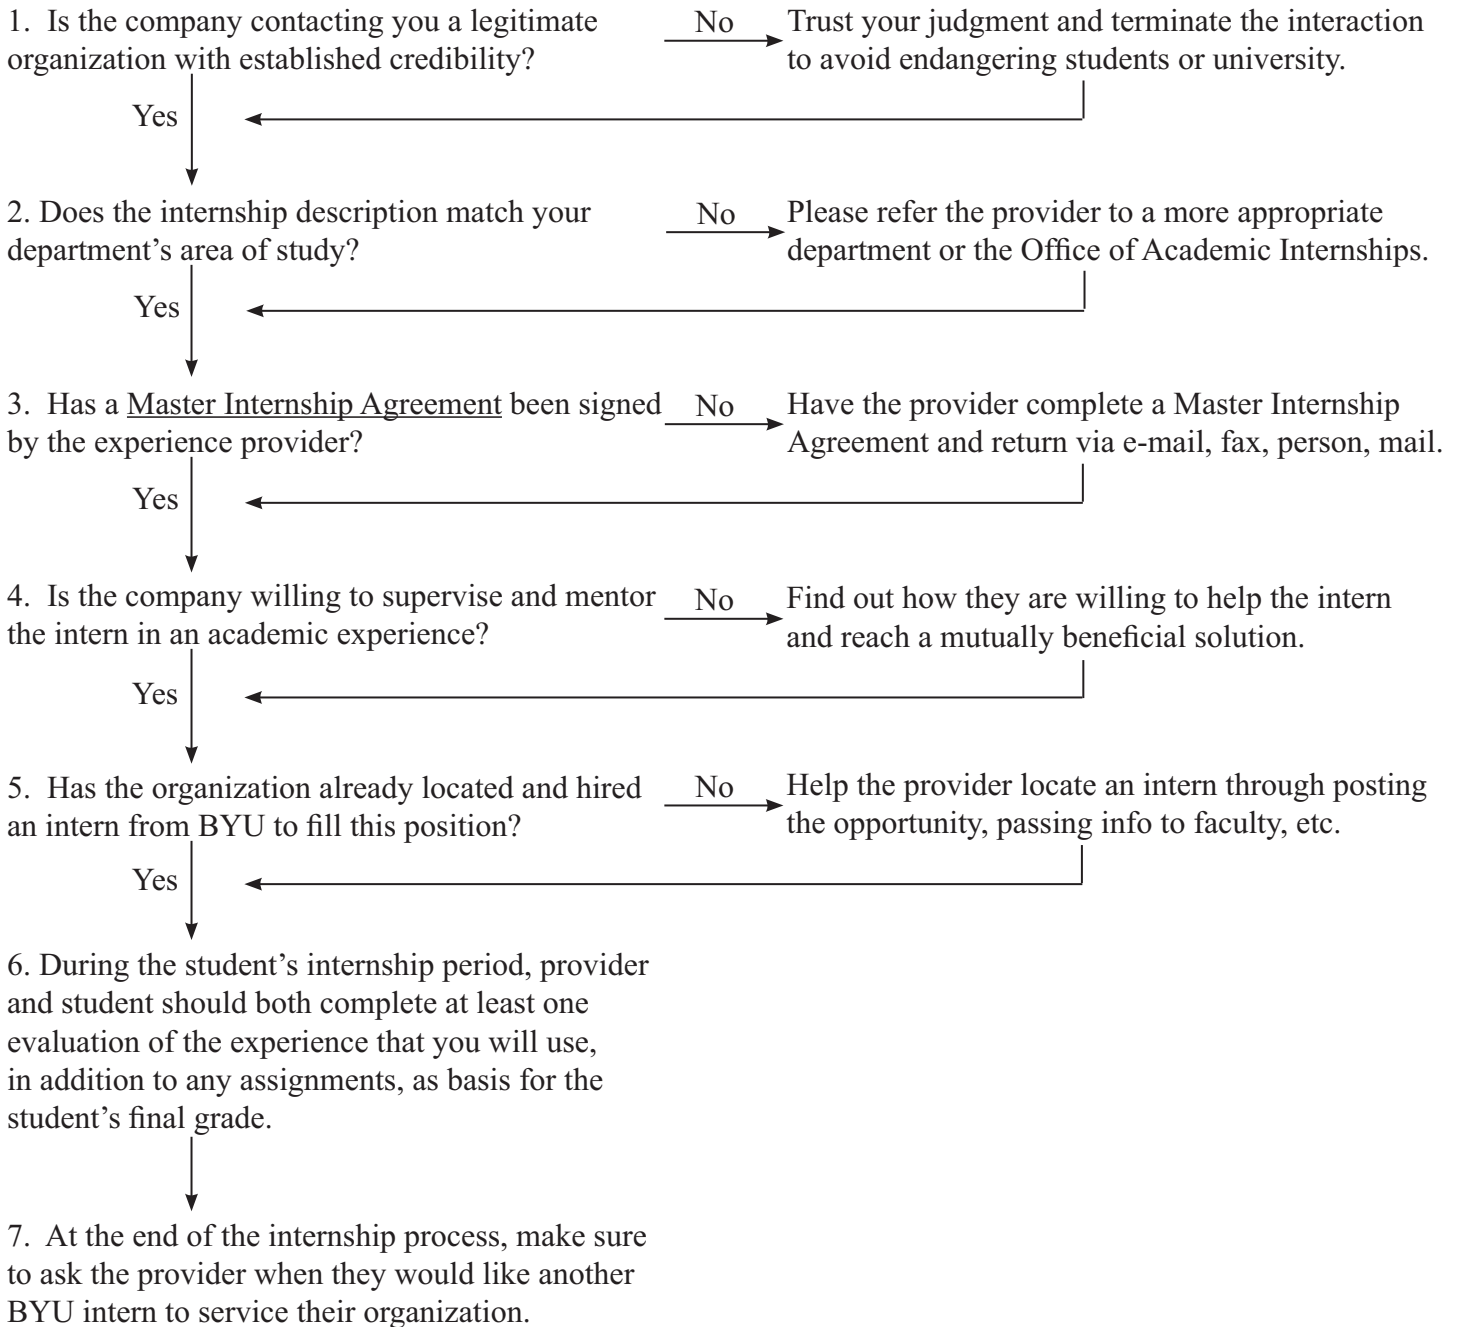 1. Is the company contacting you a legitimate
organization with established credibility?
No
Trust your judgment and terminate the interaction
to avoid endangering students or university.
Yes
2. Does the internship description match your
department’s area of study?
No
Please refer the provider to a more appropriate
department or the Office of Academic Internships.
Yes
3. Has a Master Internship Agreement been signed
by the experience provider?
No
Have the provider complete a Master Internship
Agreement and return via e-mail, fax, person, mail.
Yes
4. Is the company willing to supervise and mentor
the intern in an academic experience?
No
Find out how they are willing to help the intern
and reach a mutually beneficial solution.
Yes
5. Has the organization already located and hired
an intern from BYU to fill this position?
No
Help the provider locate an intern through posting
the opportunity, passing info to faculty, etc.
Yes
6. During the student’s internship period, provider
and student should both complete at least one
evaluation of the experience that you will use,
in addition to any assignments, as basis for the
student’s final grade.
7. At the end of the internship process, make sure
to ask the provider when they would like another
BYU intern to service their organization.